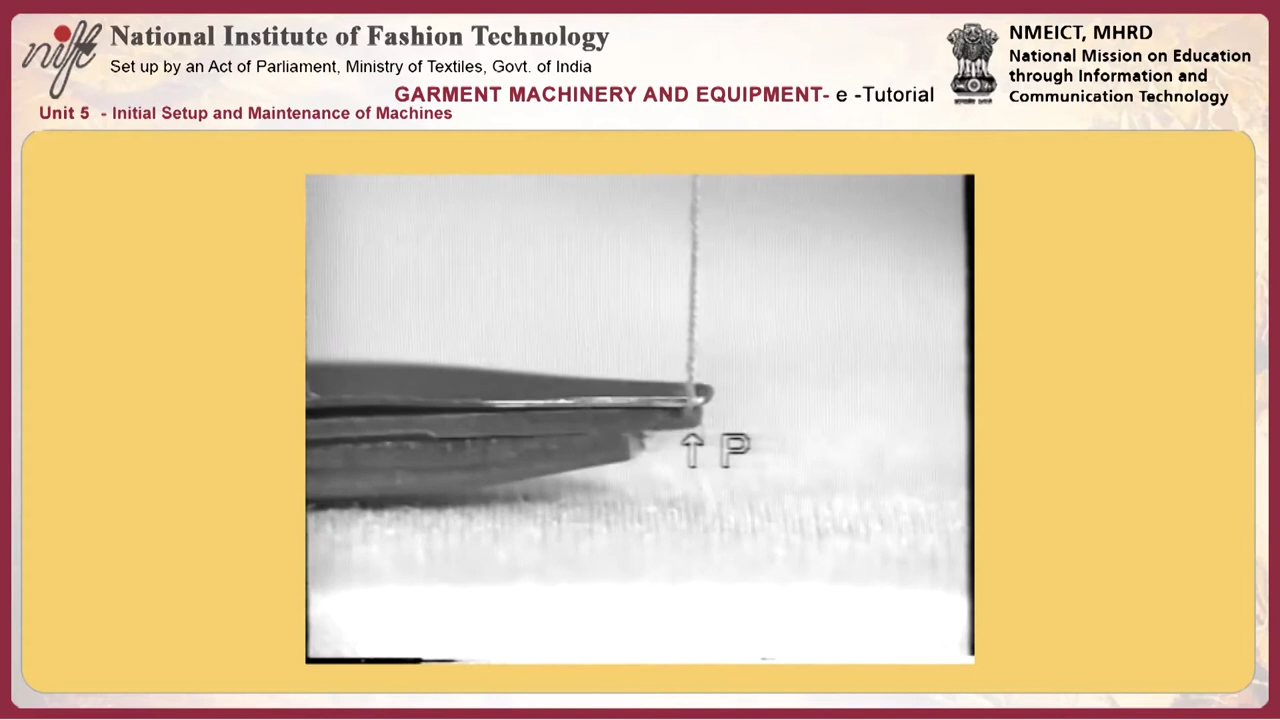 nift
National Institute of Fashion Technology
Set up by an Act of Parliament, Ministry of Textiles, Govt. of India
GARMENT MACHINERY AND EQUIPMENT- e -Tutorial
Unit 5 - Initial Setup and Maintenance of Machines
NMEICT, MHRD
National Mission on Education
through Information and
Communication Technology
↑ P